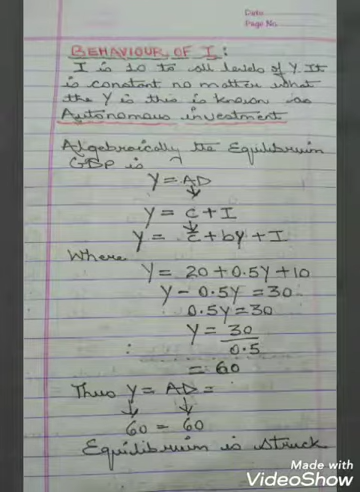 Date:
Page No.
BEHAVIOUR OF I :
I is 10 to all levels of Y. It
is constant no matter what
the Y is this is known as
Autonomous investment
Algebraically the Equilibrium
GDP is ?
Y = AD
Y = C + I
Y = c̄ + bY + I
Where
Y = 20 + 0.5Y + 10
Y - 0.5Y = 30
0.5Y = 30
Y = 30
0.5
= 60
Thus Y = AD =
60 = 60
Equilibrium is struck
Made with
VideoShow